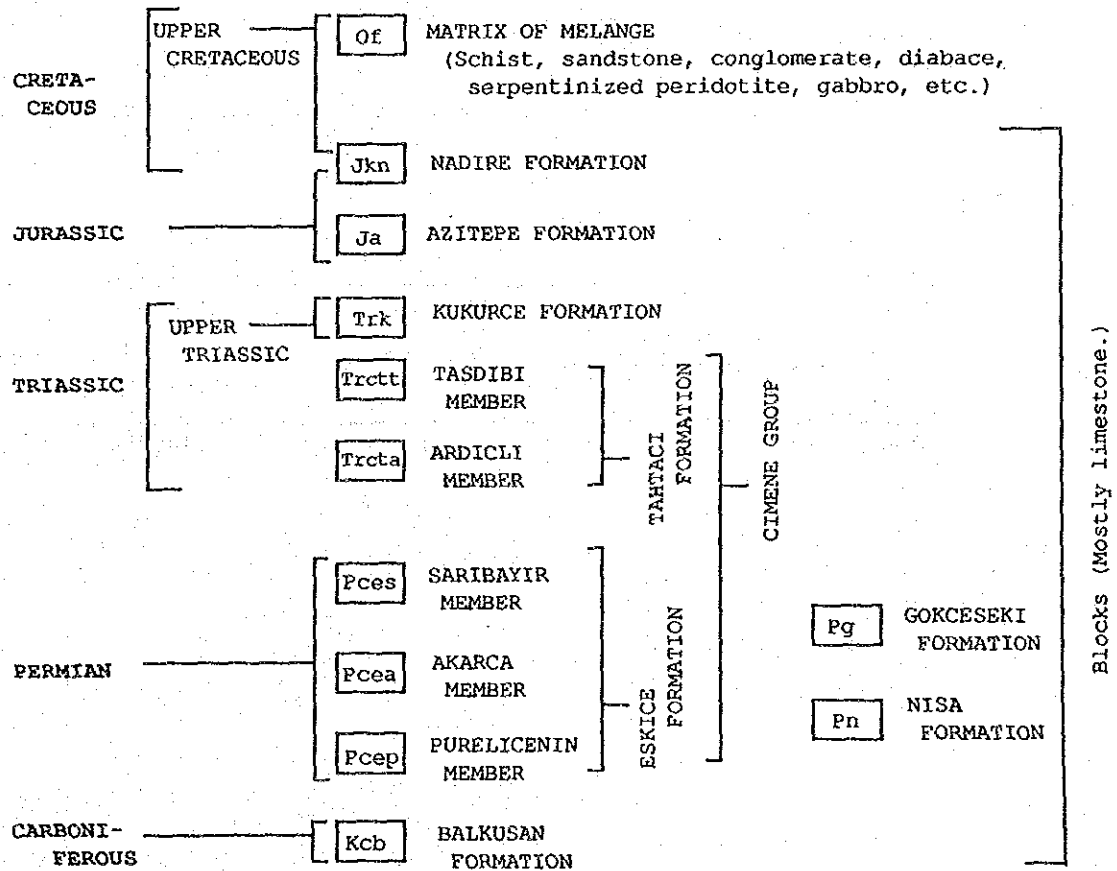 UPPER
CRETACEOUS
CRETA-
CEOUS
Of
MATRIX OF MELANGE
(Schist, sandstone, conglomerate, diabace,
serpentinized peridotite, gabbro, etc.)
Jkn
NADIRE FORMATION
JURASSIC
Ja
AZITEPE FORMATION
TRIASSIC
UPPER
TRIASSIC
Trk
KUKURCE FORMATION
Trctt
TASDIBI
MEMBER
Trcta
ARDICLI
MEMBER
TAHTACI
FORMATION
CIMENE GROUP
PERMIAN
Pces
SARIBAYIR
MEMBER
Pcea
AKARCA
MEMBER
Pcep
PURELICENIN
MEMBER
ESKICE
FORMATION
Pg
GOKCESEKI
FORMATION
Pn
NISA
FORMATION
CARBONI-
FEROUS
Kcb
BALKUSAN
FORMATION
Blocks (Mostly limestone.)